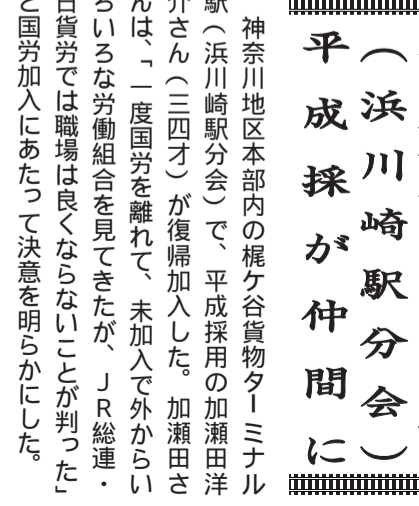 （浜川崎駅分会）
平成採が仲間に
神奈川地区本部内の梶ケ谷貨物ターミナル
駅（浜川崎駅分会）で、平成採用の加瀬田洋
介さん（三四才）が復帰加入した。加瀬田さ
んは、「一度国労を離れて、未加入で外からい
ろいろな労働組合を見てきたが、ＪＲ総連・
日貨労では職場は良くならないことが判った」
と国労加入にあたって決意を明らかにした。